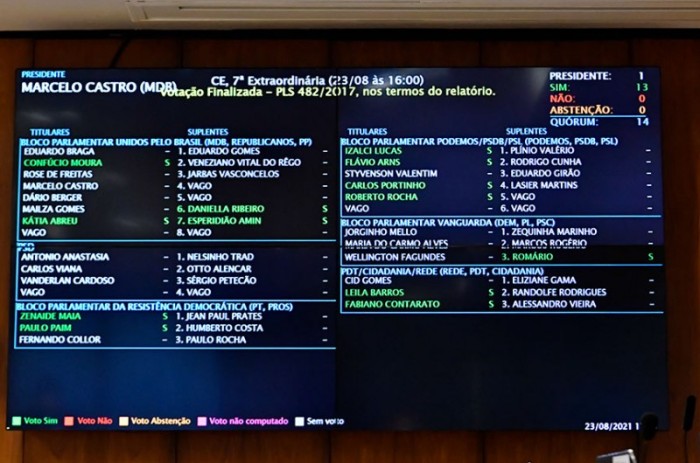 PRESIDENTE
MARCELO CASTRO (MDB)
CE, 7ª Extraordinária (23/08 às 16:00)
Votação Finalizada - PLS 482/2017, nos termos do relatório.
PRESIDENTE: 1
SIM: 13
NÃO: 0
ABSTENÇÃO: 0
QUÓRUM: 14
TITULARES SUPLENTES
BLOCO PARLAMENTAR UNIDOS PELO BRASIL (MDB, REPUBLICANOS, PP)
EDUARDO BRAGA - 1. EDUARDO GOMES -
CONFÚCIO MOURA S 2. VENEZIANO VITAL DO RÊGO -
ROSE DE FREITAS - 3. JARBAS VASCONCELOS -
MARCELO CASTRO - 4. VAGO -
DÁRIO BERGER - 5. VAGO -
MAILZA GOMES - 6. DANIELLA RIBEIRO S
KÁTIA ABREU S 7. ESPERIDIÃO AMIN S
VAGO - 8. VAGO -
PSD
ANTONIO ANASTASIA - 1. NELSINHO TRAD -
CARLOS VIANA - 2. OTTO ALENCAR -
VANDERLAN CARDOSO - 3. SÉRGIO PETECÃO -
VAGO - 4. VAGO -
BLOCO PARLAMENTAR DA RESISTÊNCIA DEMOCRÁTICA (PT, PROS)
ZENAIDE MAIA S 1. JEAN PAUL PRATES -
PAULO PAIM S 2. HUMBERTO COSTA -
FERNANDO COLLOR - 3. PAULO ROCHA -
TITULARES SUPLENTES
BLOCO PARLAMENTAR PODEMOS/PSDB/PSL (PODEMOS, PSDB, PSL)
IZALCI LUCAS S 1. PLÍNIO VALÉRIO -
FLÁVIO ARNS S 2. RODRIGO CUNHA -
STYVENSON VALENTIM - 3. EDUARDO GIRÃO -
CARLOS PORTINHO S 4. LASIER MARTINS -
ROBERTO ROCHA S 5. VAGO -
VAGO - 6. VAGO -
BLOCO PARLAMENTAR VANGUARDA (DEM, PL, PSC)
JORGINHO MELLO - 1. ZEQUINHA MARINHO -
MARIA DO CARMO ALVES - 2. MARCOS ROGÉRIO -
WELLINGTON FAGUNDES - 3. ROMÁRIO S
PDT/CIDADANIA/REDE (REDE, PDT, CIDADANIA)
CID GOMES - 1. ELIZIANE GAMA -
LEILA BARROS S 2. RANDOLFE RODRIGUES -
FABIANO CONTARATO S 3. ALESSANDRO VIEIRA -
Voto Sim Voto Não Voto Abstenção Voto não computado Sem voto
23/08/2021 1